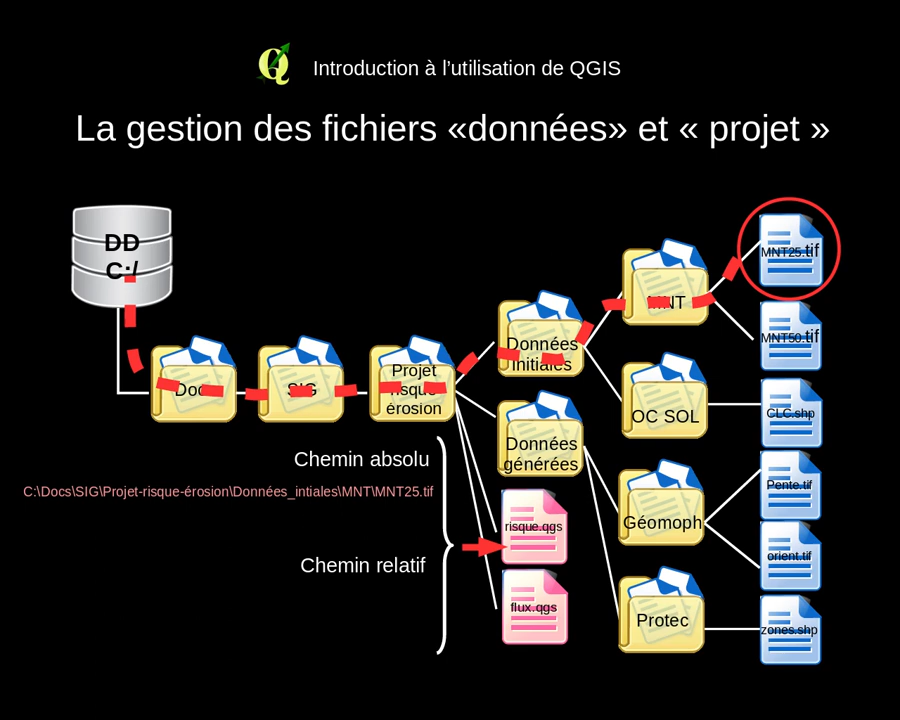 Introduction à l’utilisation de QGIS
La gestion des fichiers «données» et « projet »
DD
C:/
Doc
SIG
Projet
risque
érosion
Données
initiales
MNT
MNT25.tif
MNT50.tif
OC SOL
CLC.shp
Données
générées
Géomoph
Pente.tif
orient.tif
Protec
zones.shp
risque.qgs
flux.qgs
Chemin absolu
C:\Docs\SIG\Projet-risque-érosion\Données_intiales\MNT\MNT25.tif
Chemin relatif